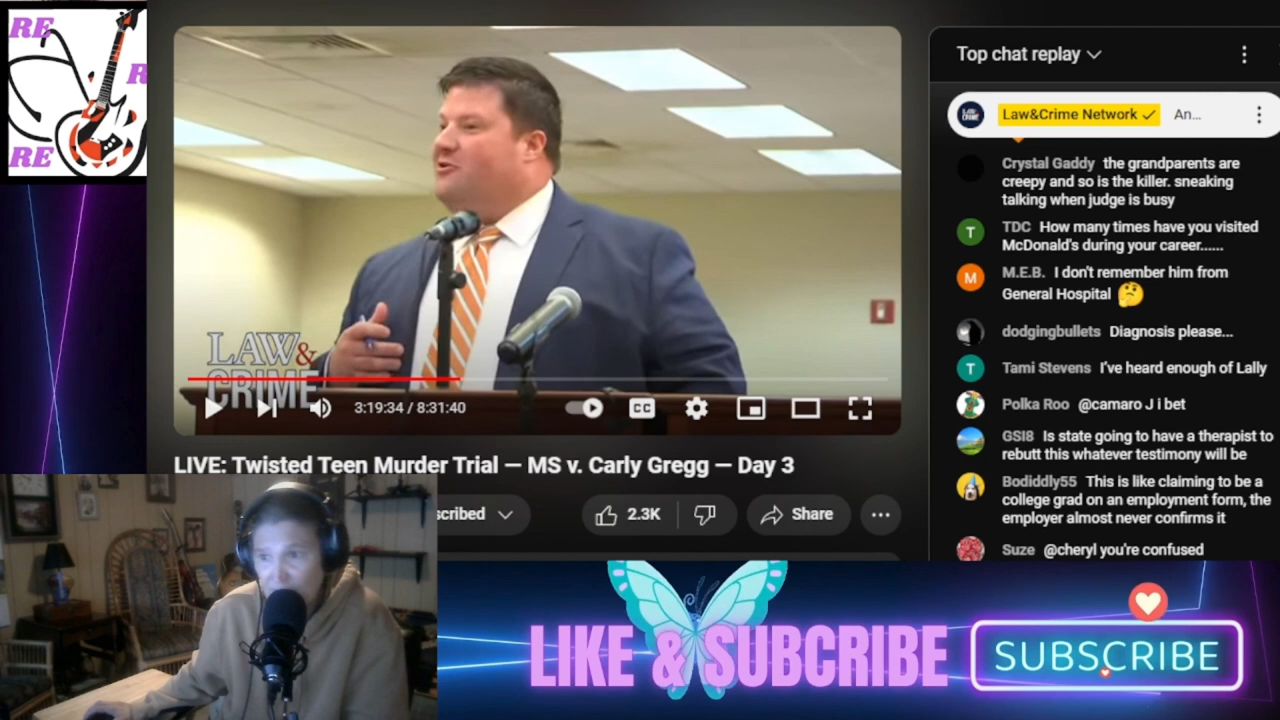 RE
RE
RE
Top chat replay
Law&Crime Network
An...
Crystal Gaddy the grandparents are
creepy and so is the killer. sneaking
talking when judge is busy
T
TDC How many times have you visited
McDonald's during your career......
M
M.E.B. I don't remember him from
General Hospital 🤔
dodgingbullets Diagnosis please...
T
Tami Stevens I've heard enough of Lally
Polka Roo @camaro J i bet
GSI8 Is state going to have a therapist to
rebutt this whatever testimony will be
Bodiddly55 This is like claiming to be a
college grad on an employment form, the
employer almost never confirms it
Suze @cheryl you're confused
LAW&
CRIME
3:19:34 / 8:31:40
CC
LIVE: Twisted Teen Murder Trial — MS v. Carly Gregg — Day 3
scribed
2.3K
Share
LIKE & SUBCRIBE
SUBSCRIBE